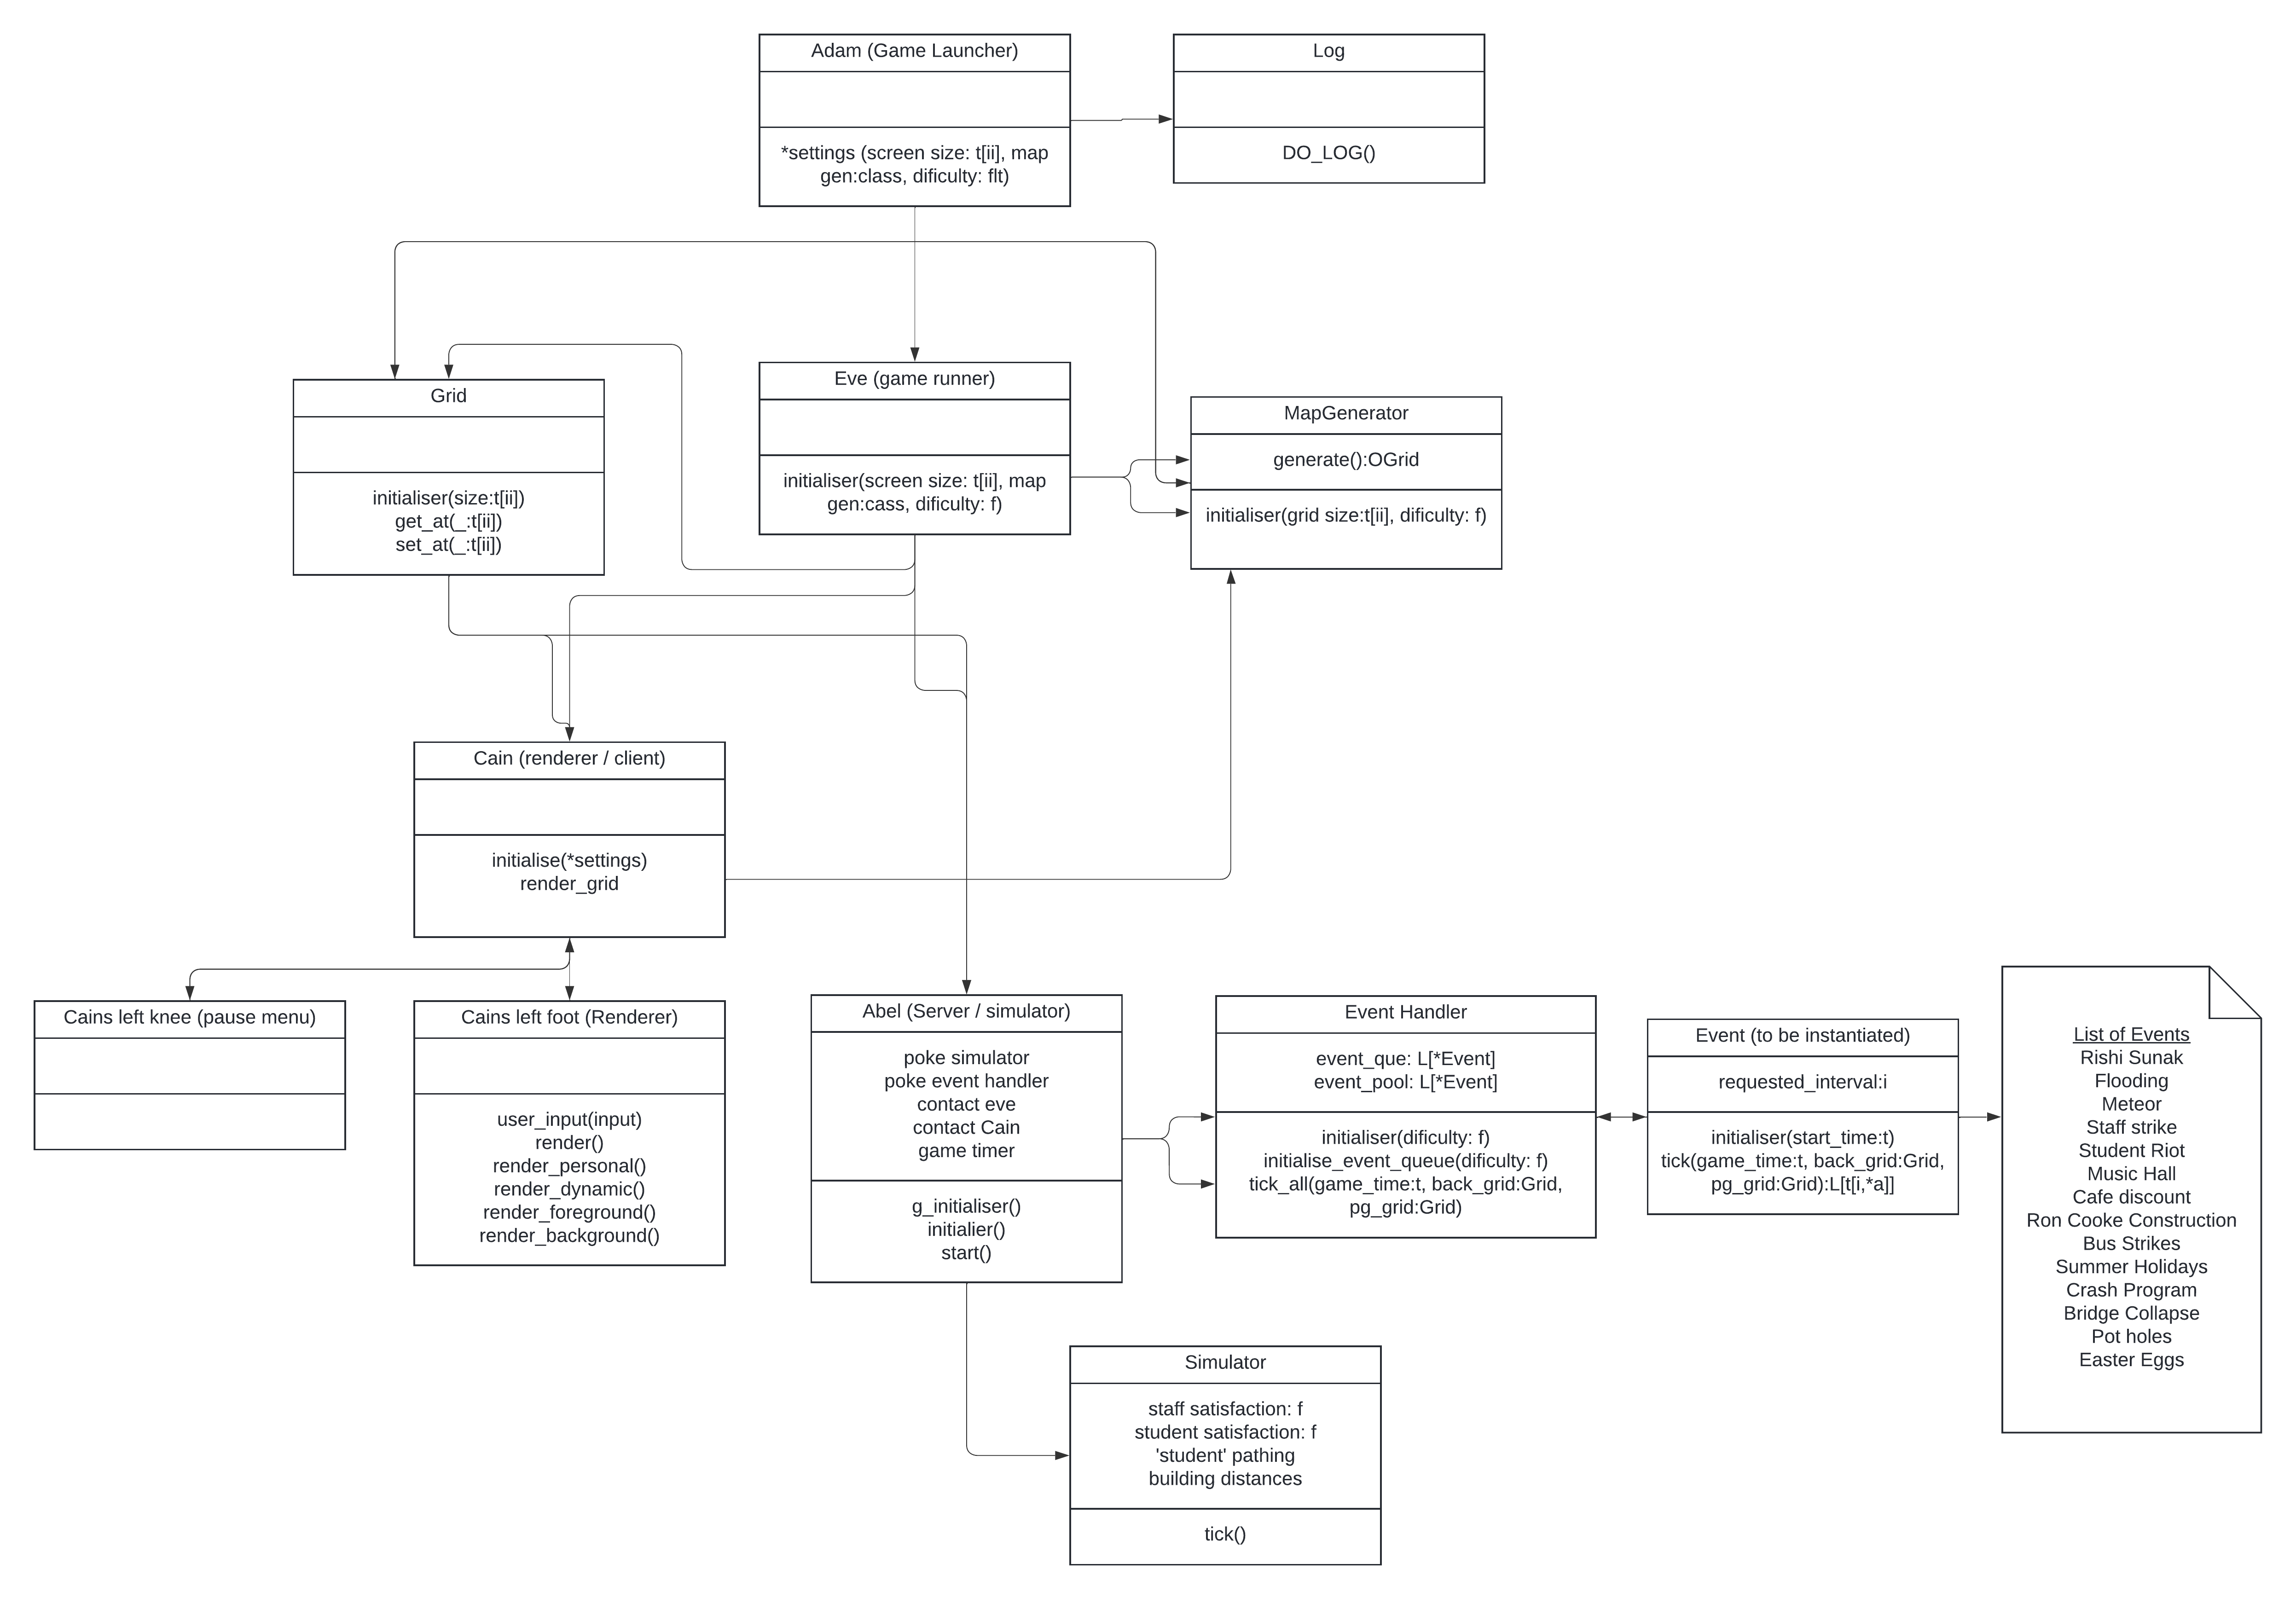 Adam (Game Launcher)
*settings (screen size: t[ii], map
gen:class, dificulty: flt)
Log
DO_LOG()
Grid
initialiser(size:t[ii])
get_at(_:t[ii])
set_at(_:t[ii])
Eve (game runner)
initialiser(screen size: t[ii], map
gen:cass, dificulty: f)
MapGenerator
generate():OGrid
initialiser(grid size:t[ii], dificulty: f)
Cain (renderer / client)
initialise(*settings)
render_grid
Cains left knee (pause menu)
Cains left foot (Renderer)
user_input(input)
render()
render_personal()
render_dynamic()
render_foreground()
render_background()
Abel (Server / simulator)
poke simulator
poke event handler
contact eve
contact Cain
game timer
g_initialiser()
initialier()
start()
Event Handler
event_que: L[*Event]
event_pool: L[*Event]
initialiser(dificulty: f)
initialise_event_queue(dificulty: f)
tick_all(game_time:t, back_grid:Grid,
pg_grid:Grid)
Event (to be instantiated)
requested_interval:i
initialiser(start_time:t)
tick(game_time:t, back_grid:Grid,
pg_grid:Grid):L[t[i,*a]]
List of Events
Rishi Sunak
Flooding
Meteor
Staff strike
Student Riot
Music Hall
Cafe discount
Ron Cooke Construction
Bus Strikes
Summer Holidays
Crash Program
Bridge Collapse
Pot holes
Easter Eggs
Simulator
staff satisfaction: f
student satisfaction: f
'student' pathing
building distances
tick()